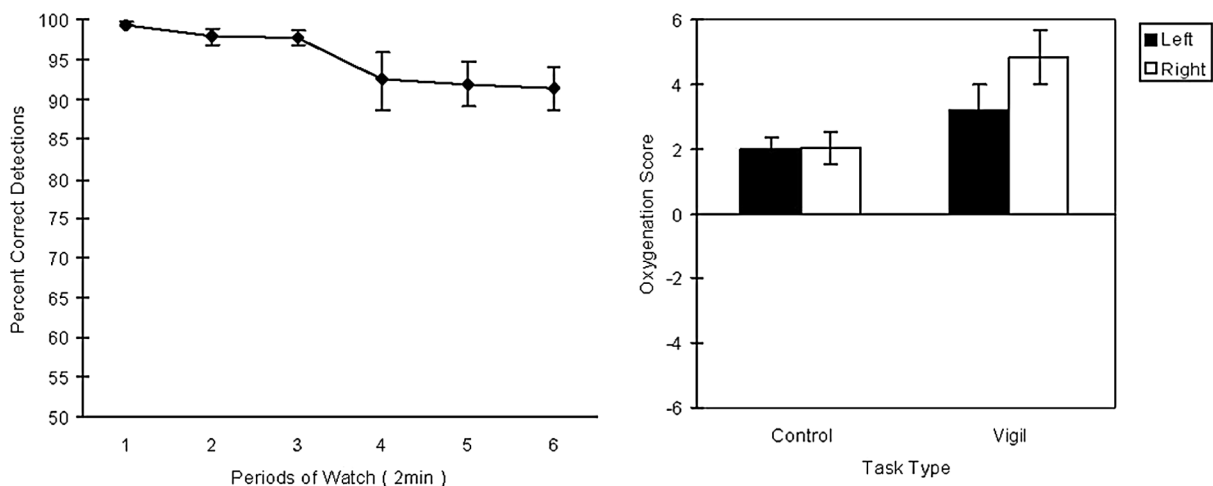 100
95
90
85
80
75
70
65
60
55
50
Percent Correct Detections
1 2 3 4 5 6
Periods of Watch ( 2min)
6
4
2
0
-2
-4
-6
Oxygenation Score
Control Vigil
Task Type
Left
Right